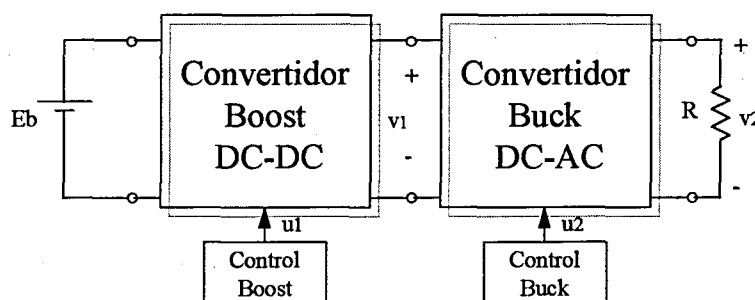 Eb
Convertidor
Boost
DC-DC
+
v1
-
Convertidor
Buck
DC-AC
R
+
v2
-
u1
u2
Control
Boost
Control
Buck